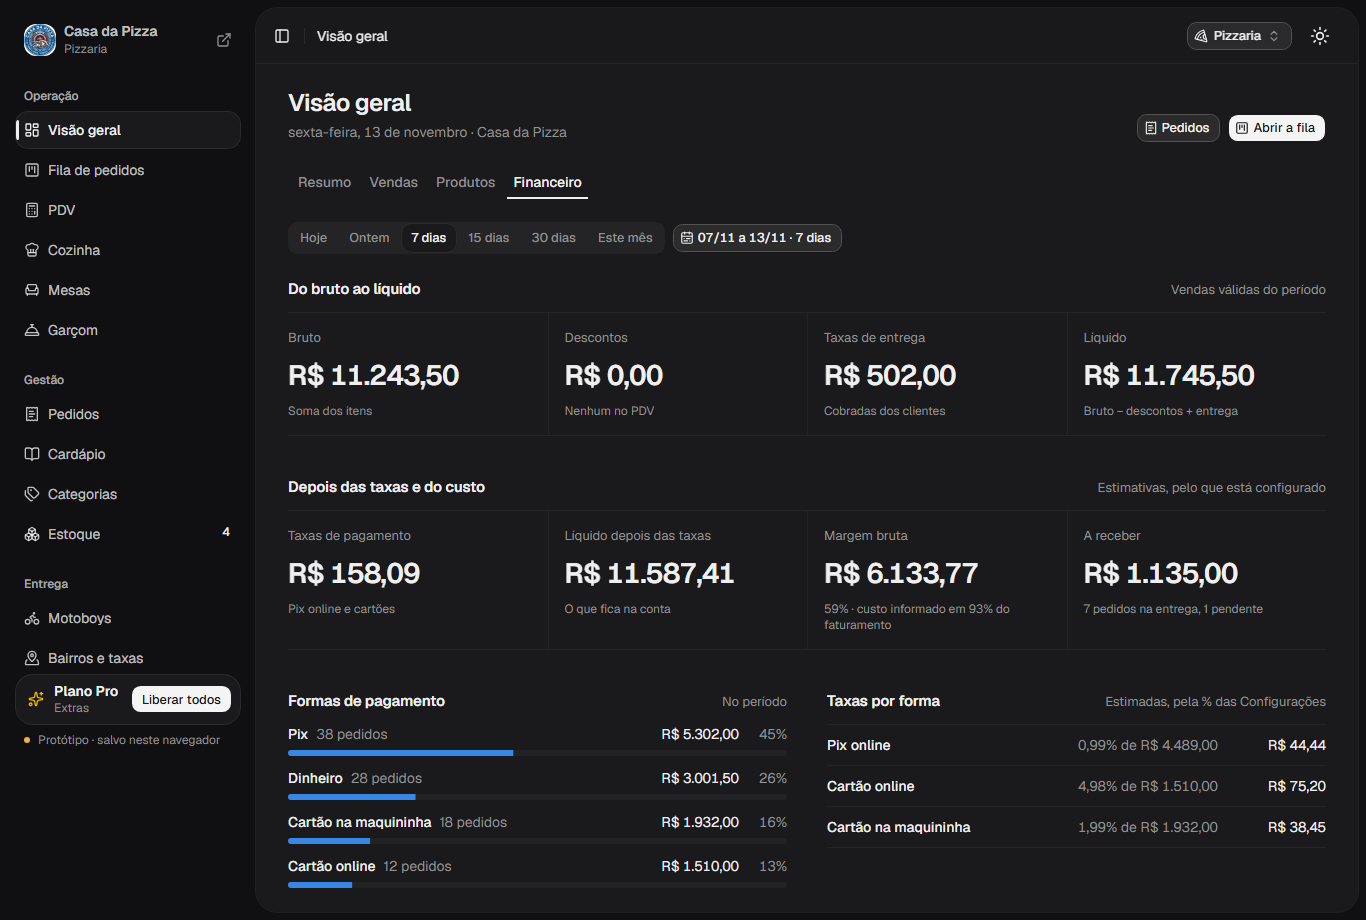 Casa da Pizza
Pizzaria
Operação
Visão geral
Fila de pedidos
PDV
Cozinha
Mesas
Garçom
Gestão
Pedidos
Cardápio
Categorias
Estoque 4
Entrega
Motoboys
Bairros e taxas
Plano Pro
Extras
Liberar todos
Protótipo · salvo neste navegador
Visão geral
Pizzaria
Visão geral
sexta-feira, 13 de novembro · Casa da Pizza
Pedidos
Abrir a fila
Resumo Vendas Produtos Financeiro
Hoje Ontem 7 dias 15 dias 30 dias Este mês 07/11 a 13/11 · 7 dias
Do bruto ao líquido Vendas válidas do período
Bruto
R$ 11.243,50
Soma dos itens
Descontos
R$ 0,00
Nenhum no PDV
Taxas de entrega
R$ 502,00
Cobradas dos clientes
Líquido
R$ 11.745,50
Bruto − descontos + entrega
Depois das taxas e do custo Estimativas, pelo que está configurado
Taxas de pagamento
R$ 158,09
Pix online e cartões
Líquido depois das taxas
R$ 11.587,41
O que fica na conta
Margem bruta
R$ 6.133,77
59% · custo informado em 93% do
faturamento
A receber
R$ 1.135,00
7 pedidos na entrega, 1 pendente
Formas de pagamento No período
Pix 38 pedidos R$ 5.302,00 45%
Dinheiro 28 pedidos R$ 3.001,50 26%
Cartão na maquininha 18 pedidos R$ 1.932,00 16%
Cartão online 12 pedidos R$ 1.510,00 13%
Taxas por forma Estimadas, pela % das Configurações
Pix online 0,99% de R$ 4.489,00 R$ 44,44
Cartão online 4,98% de R$ 1.510,00 R$ 75,20
Cartão na maquininha 1,99% de R$ 1.932,00 R$ 38,45